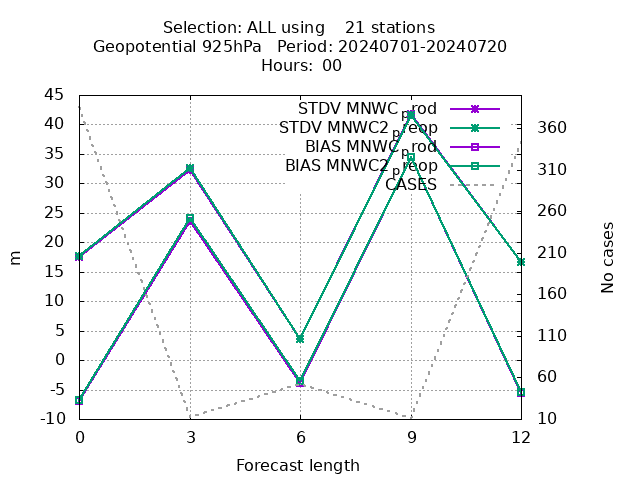 Selection: ALL using 21 stations
Geopotential 925hPa Period: 20240701-20240720
Hours: 00
45
40
35
30
25
20
15
10
5
0
-5
-10
m
STDV MNWC_prod
STDV MNWC2_preop
BIAS MNWC_prod
BIAS MNWC2_preop
CASES
360
310
260
210
160
110
60
10
No cases
0 3 6 9 12
Forecast length